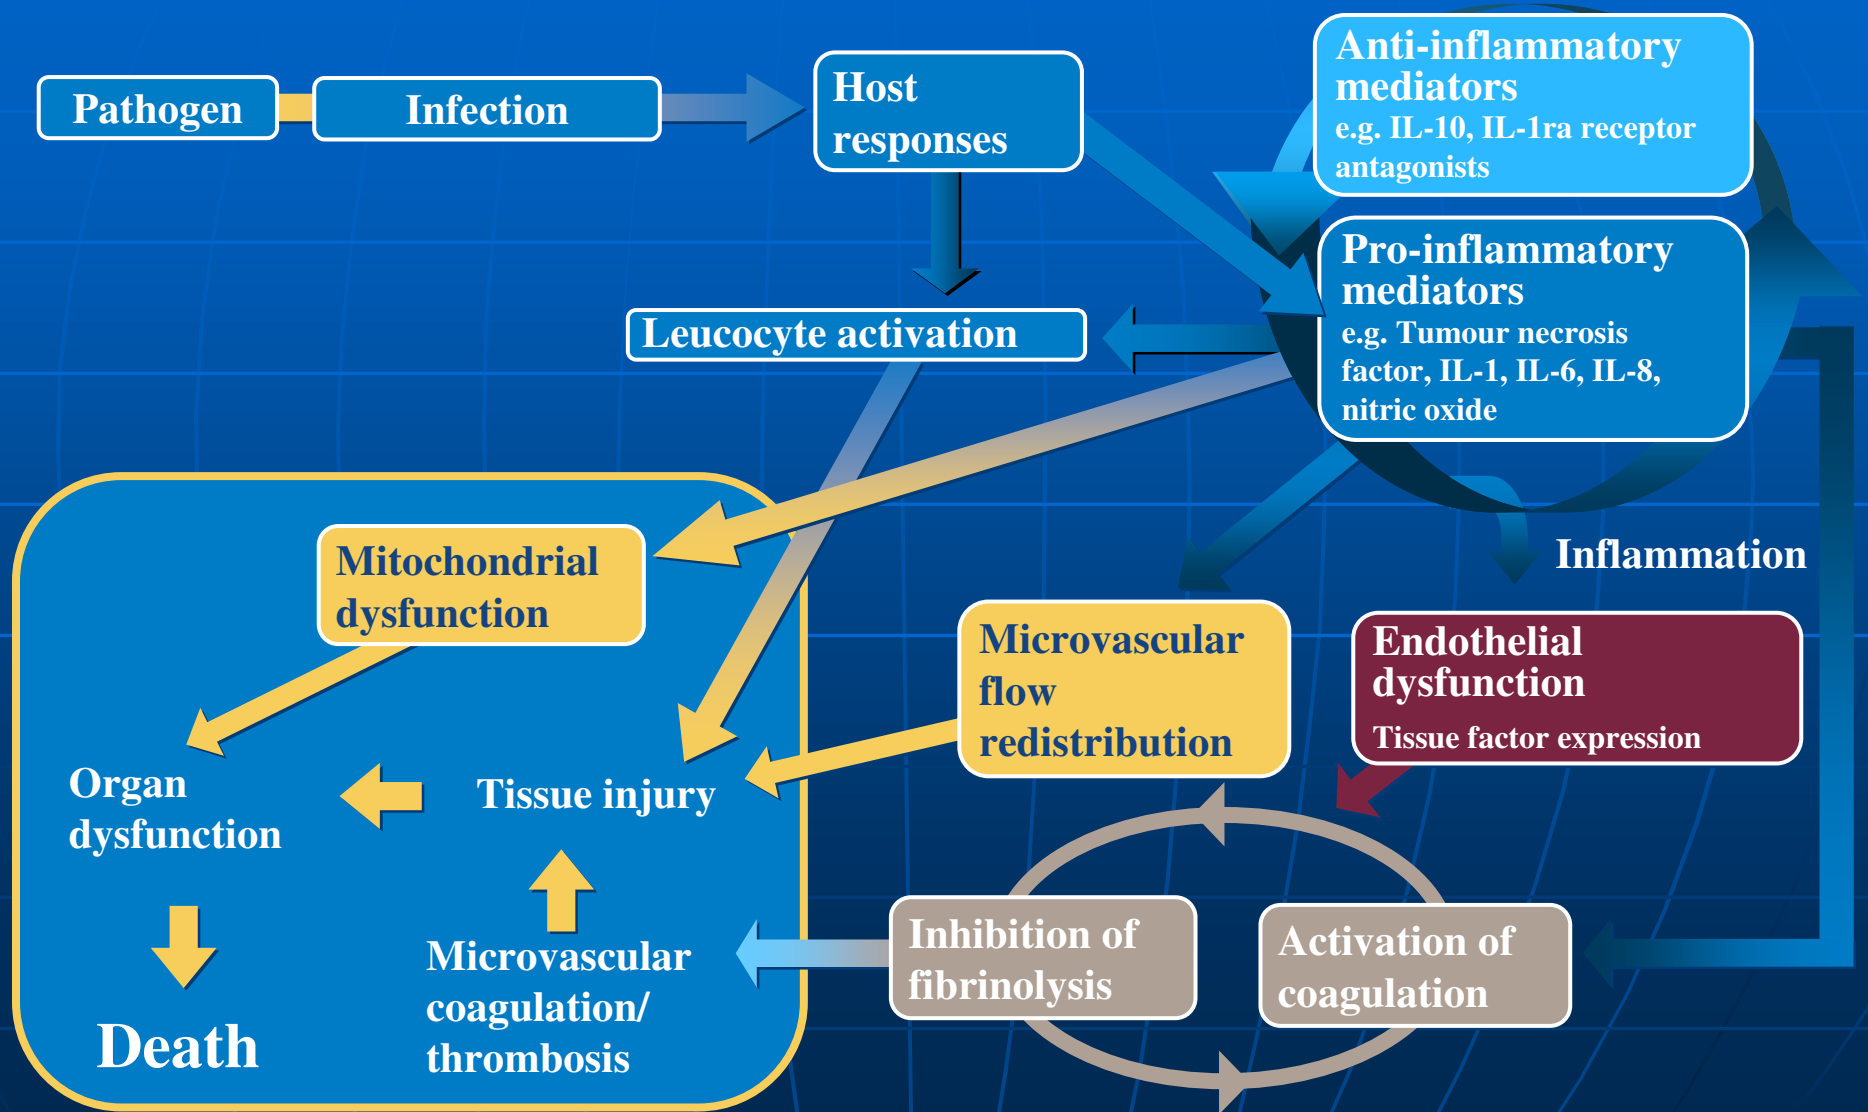 Pathogen
Infection
Host
responses
Anti-inflammatory
mediators
e.g. IL-10, IL-1ra receptor
antagonists
Pro-inflammatory
mediators
e.g. Tumour necrosis
factor, IL-1, IL-6, IL-8,
nitric oxide
Leucocyte activation
Mitochondrial
dysfunction
Inflammation
Microvascular
flow
redistribution
Endothelial
dysfunction
Tissue factor expression
Organ
dysfunction
Tissue injury
Inhibition of
fibrinolysis
Activation of
coagulation
Microvascular
coagulation/
thrombosis
Death